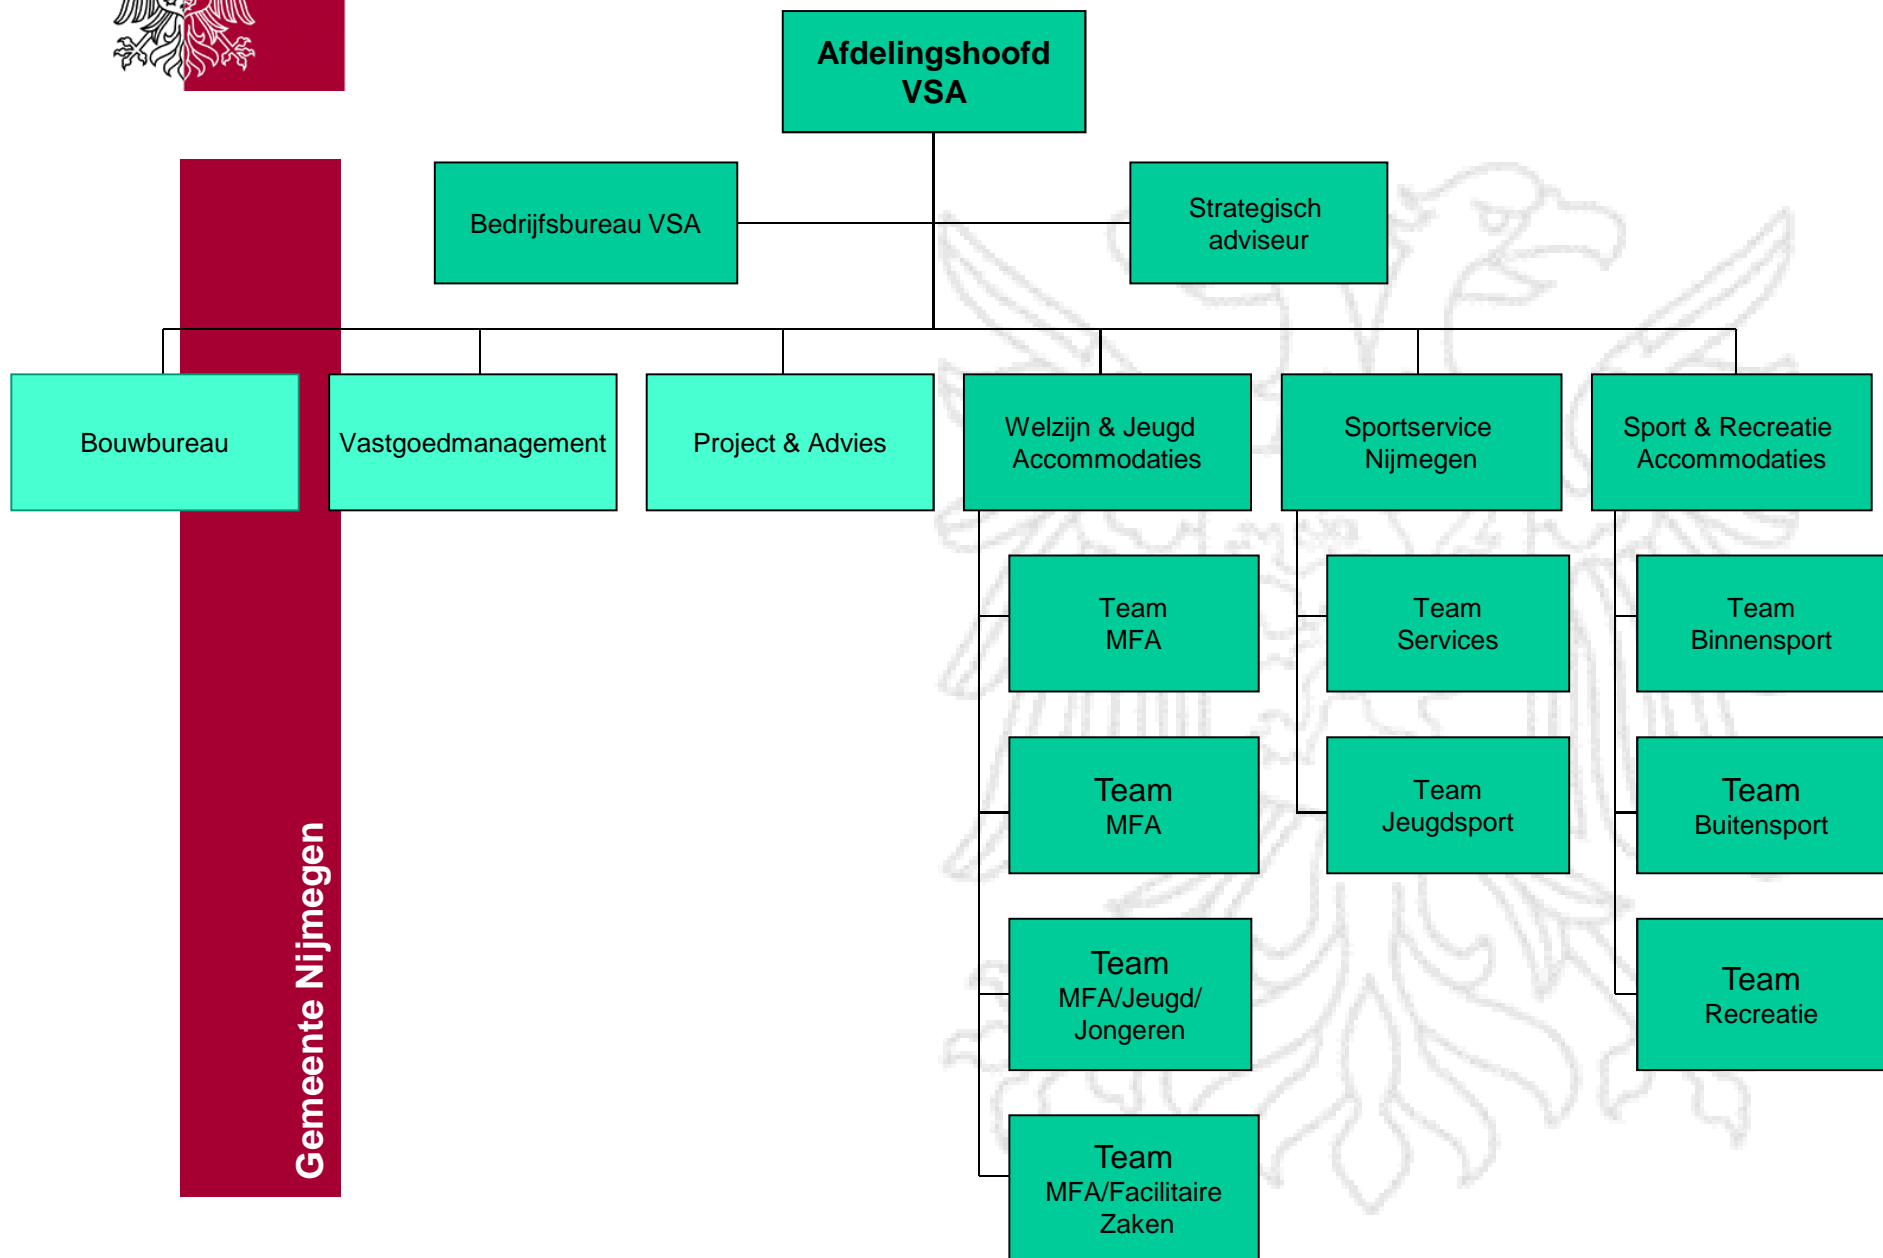 Afdelingshoofd
VSA
Bedrijfsbureau VSA
Strategisch
adviseur
Bouwbureau
Vastgoedmanagement
Project & Advies
Welzijn & Jeugd
Accommodaties
Sportservice
Nijmegen
Sport & Recreatie
Accommodaties
Team
MFA
Team
Services
Team
Binnensport
Team
MFA
Team
Jeugdsport
Team
Buitensport
Team
MFA/Jeugd/
Jongeren
Team
Recreatie
Team
MFA/Facilitaire
Zaken
Gemeente Nijmegen